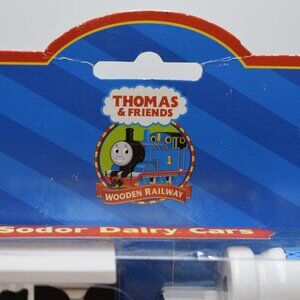 THOMAS
& FRIENDS
1
WOODEN RAILWAY
Sodor Dairy Cars